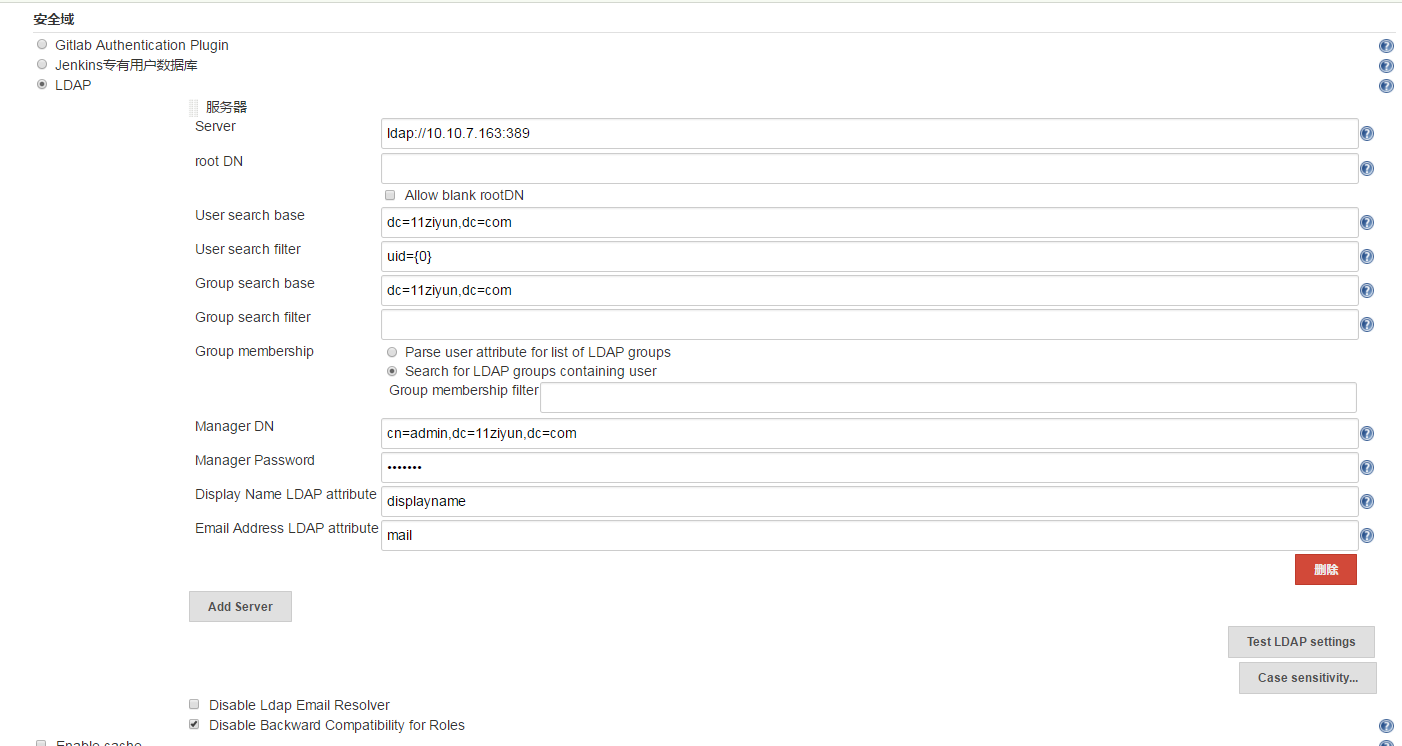 安全域
Gitlab Authentication Plugin
Jenkins专有用户数据库
LDAP
服务器
Server ldap://10.10.7.163:389
root DN
Allow blank rootDN
User search base dc=11ziyun,dc=com
User search filter uid={0}
Group search base dc=11ziyun,dc=com
Group search filter
Group membership Parse user attribute for list of LDAP groups
Search for LDAP groups containing user
Group membership filter
Manager DN cn=admin,dc=11ziyun,dc=com
Manager Password •••••••
Display Name LDAP attribute displayname
Email Address LDAP attribute mail
删除
Add Server
Test LDAP settings
Case sensitivity...
Disable Ldap Email Resolver
Disable Backward Compatibility for Roles
Enable cache